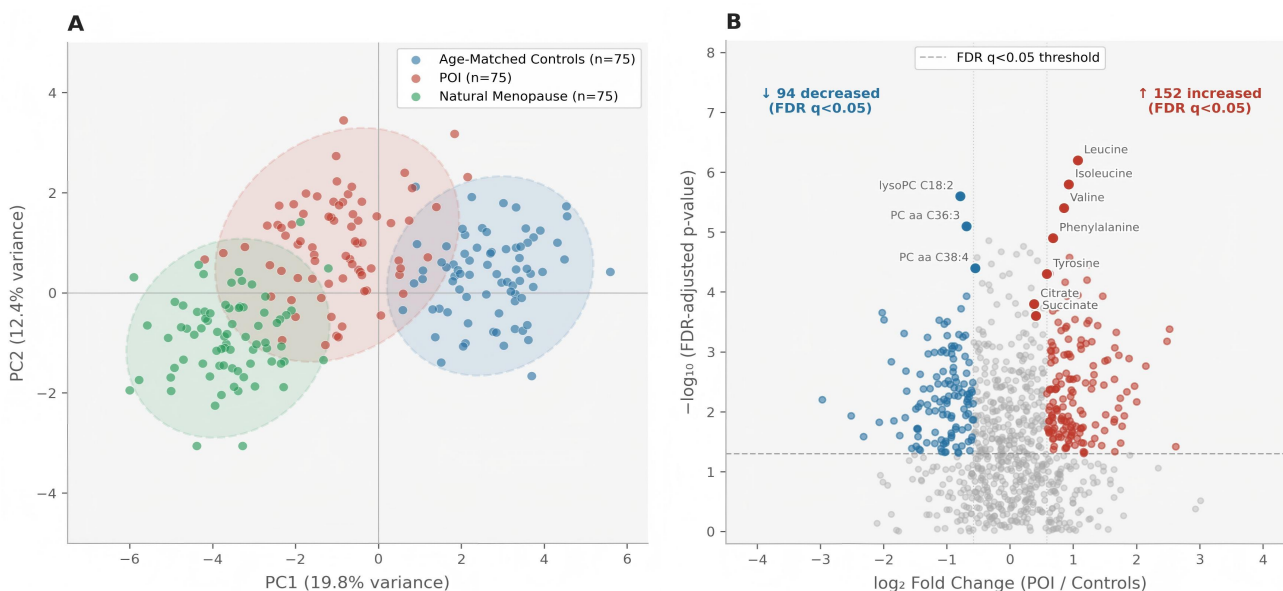 A
Age-Matched Controls (n=75)
POI (n=75)
Natural Menopause (n=75)
4
2
0
−2
−4
−6
−4
−2
0
2
4
6
PC2 (12.4% variance)
PC1 (19.8% variance)
B
FDR q<0.05 threshold
↓ 94 decreased
(FDR q<0.05)
↑ 152 increased
(FDR q<0.05)
Leucine
Isoleucine
lysoPC C18:2
Valine
PC aa C36:3
Phenylalanine
PC aa C38:4
Tyrosine
Citrate
Succinate
8
7
6
5
4
3
2
1
0
−4
−3
−2
−1
0
1
2
3
4
−log₁₀ (FDR-adjusted p-value)
log₂ Fold Change (POI / Controls)